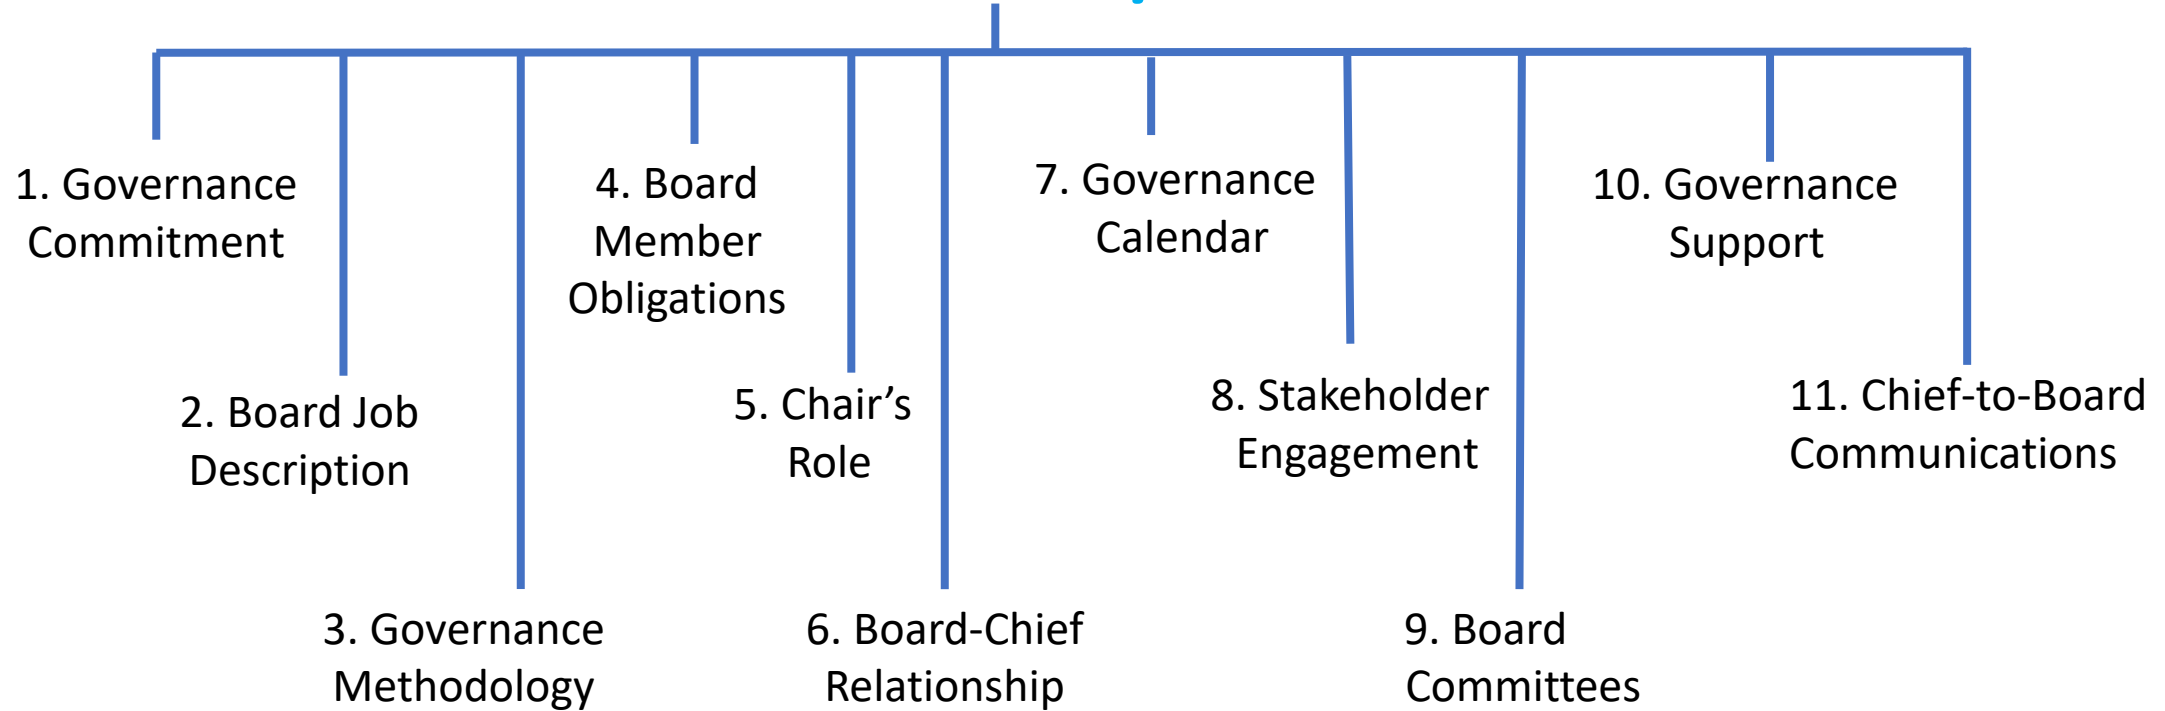 1. Governance
Commitment
2. Board Job
Description
3. Governance
Methodology
4. Board
Member
Obligations
5. Chair’s
Role
6. Board-Chief
Relationship
7. Governance
Calendar
8. Stakeholder
Engagement
9. Board
Committees
10. Governance
Support
11. Chief-to-Board
Communications